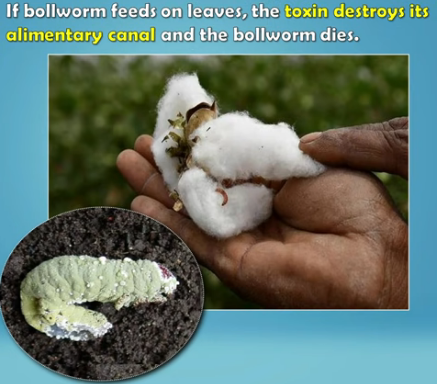 If bollworm feeds on leaves, the toxin destroys its
alimentary canal and the bollworm dies.